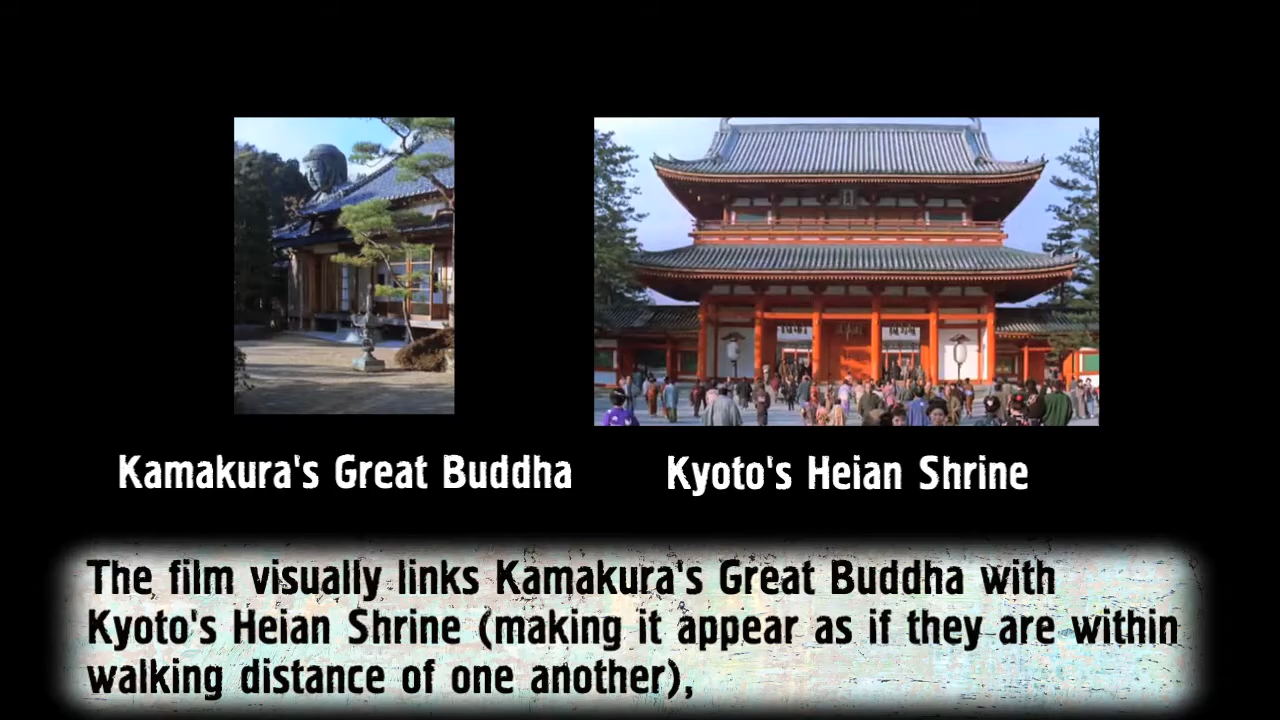 Kamakura's Great Buddha
Kyoto's Heian Shrine
The film visually links Kamakura's Great Buddha with
Kyoto's Heian Shrine (making it appear as if they are within
walking distance of one another),